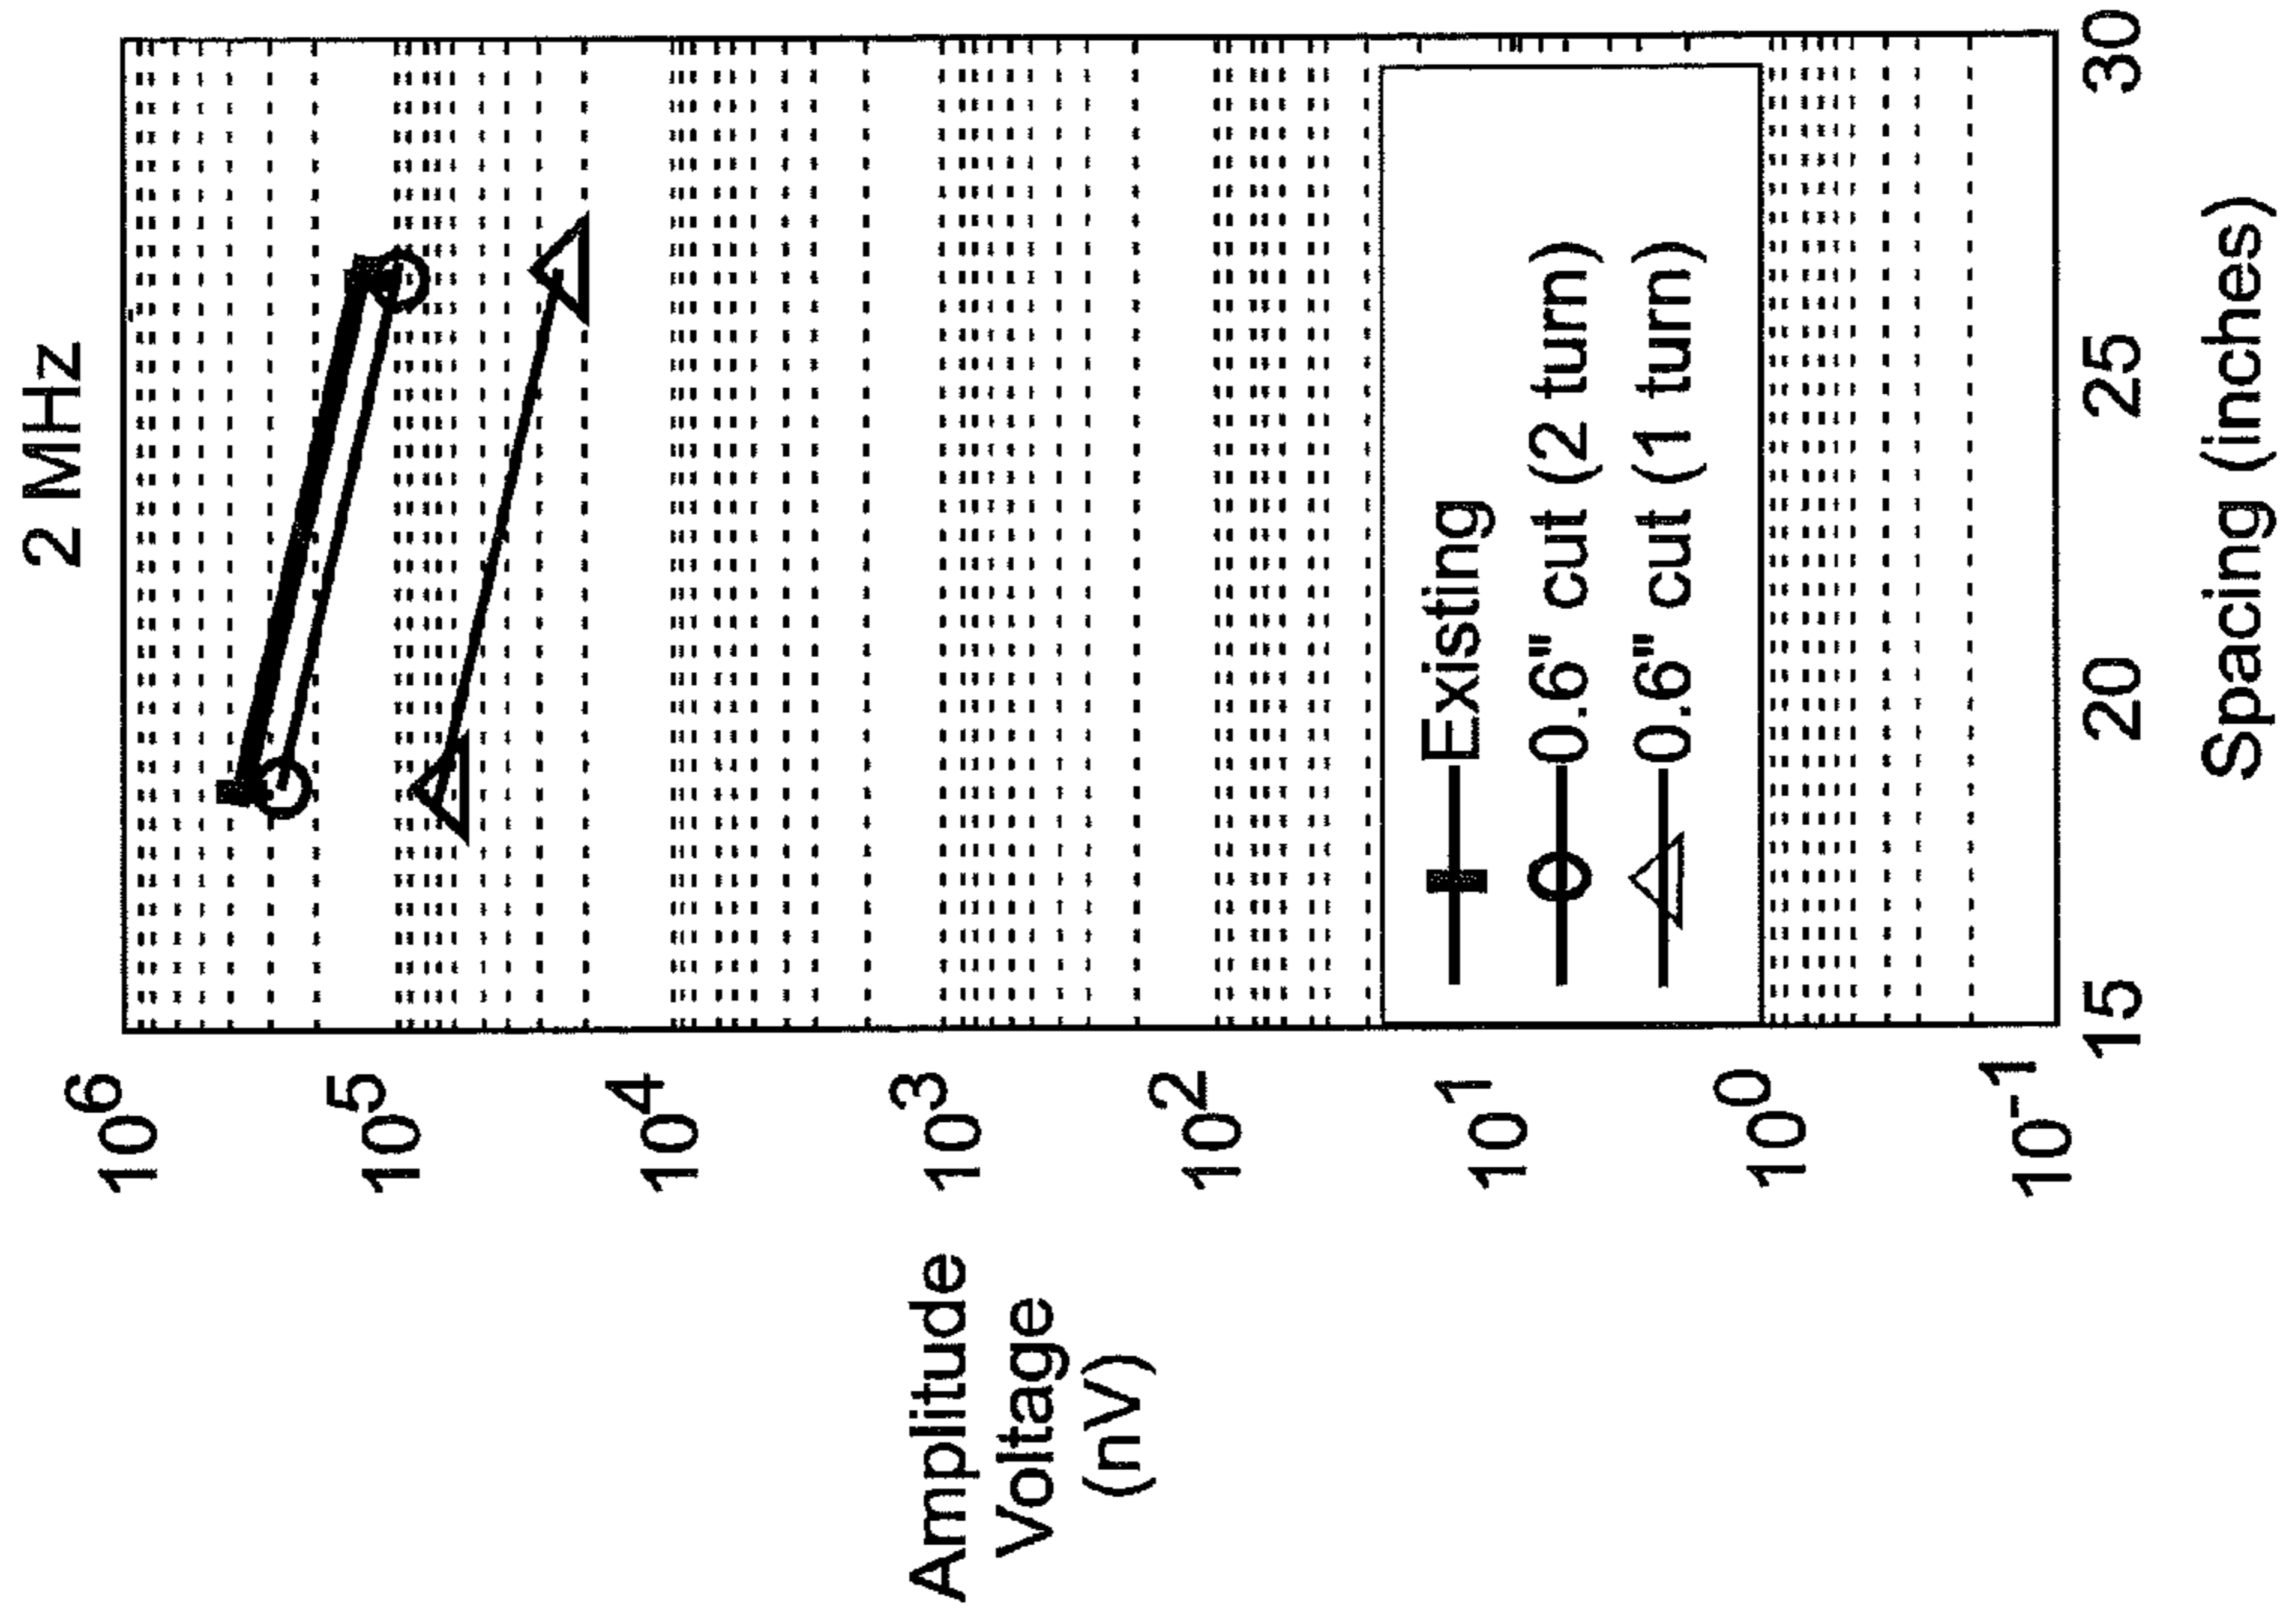 2 MHz
10^6
10^5
10^4
10^3
10^2
10^1
10^0
10^-1
Amplitude
Voltage
(nV)
Existing
0.6" cut (2 turn)
0.6" cut (1 turn)
15 20 25 30
Spacing (inches)